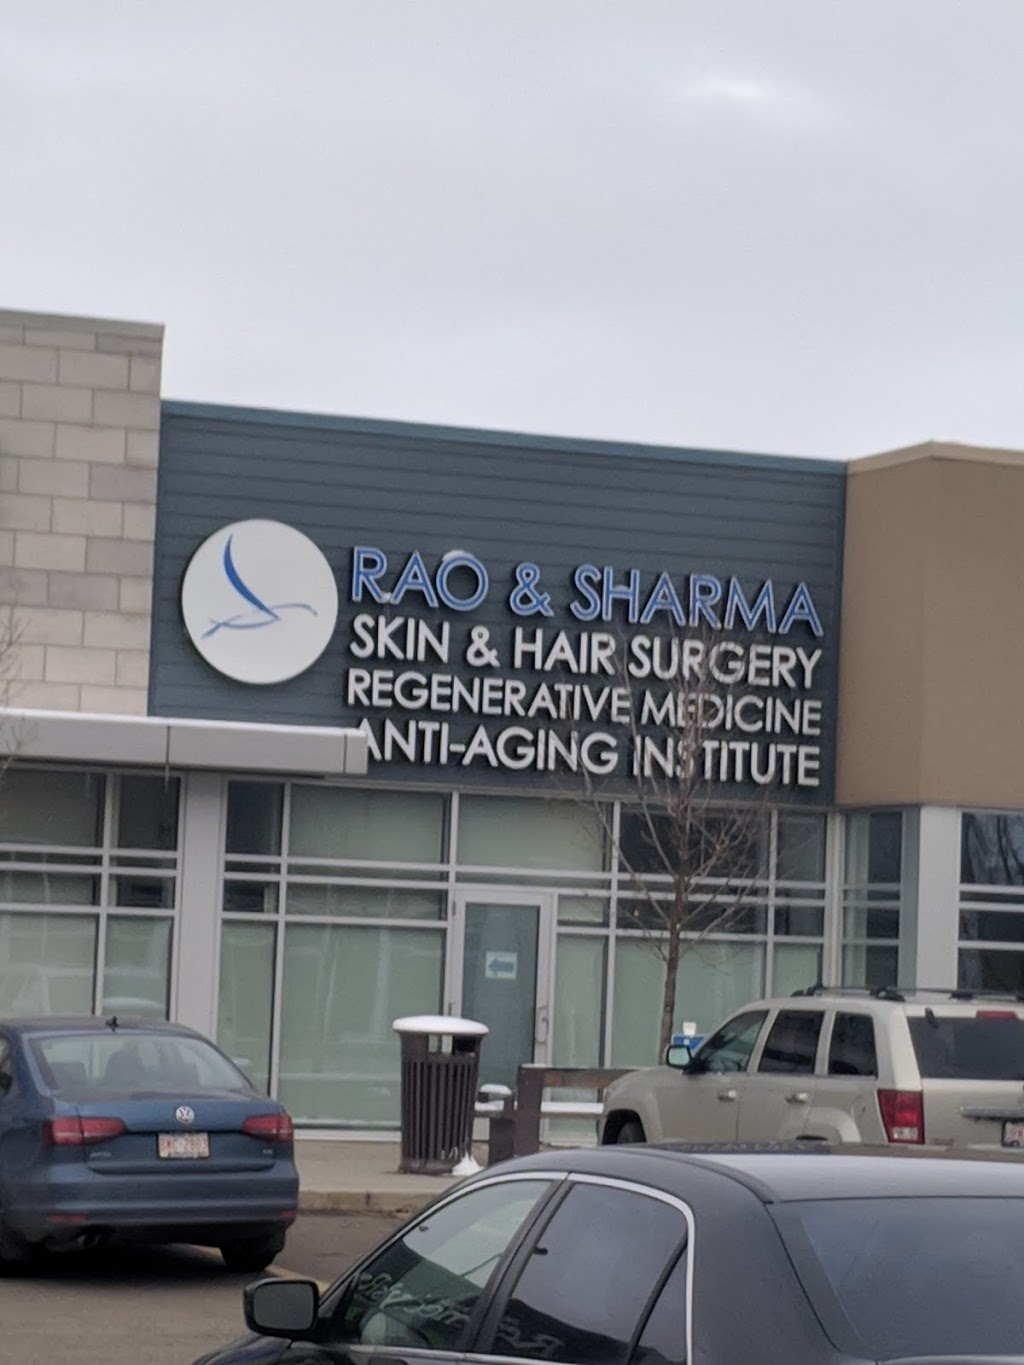 RAO & SHARMA
SKIN & HAIR SURGERY
REGENERATIVE MEDICINE
ANTI-AGING INSTITUTE